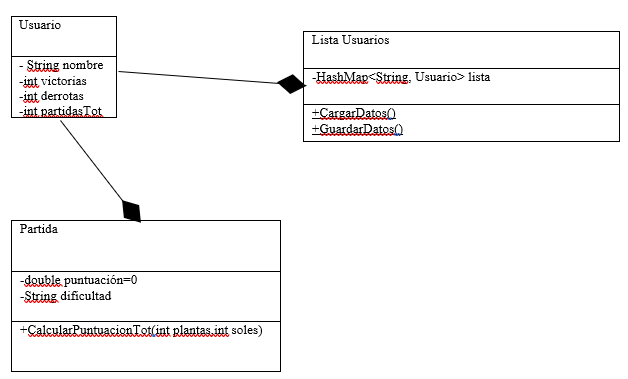 Usuario
- String nombre
-int victorias
-int derrotas
-int partidasTot
Lista Usuarios
-HashMap<String, Usuario> lista
+CargarDatos()
+GuardarDatos()
Partida
-double puntuación=0
-String dificultad
+CalcularPuntuacionTot(int plantas,int soles)